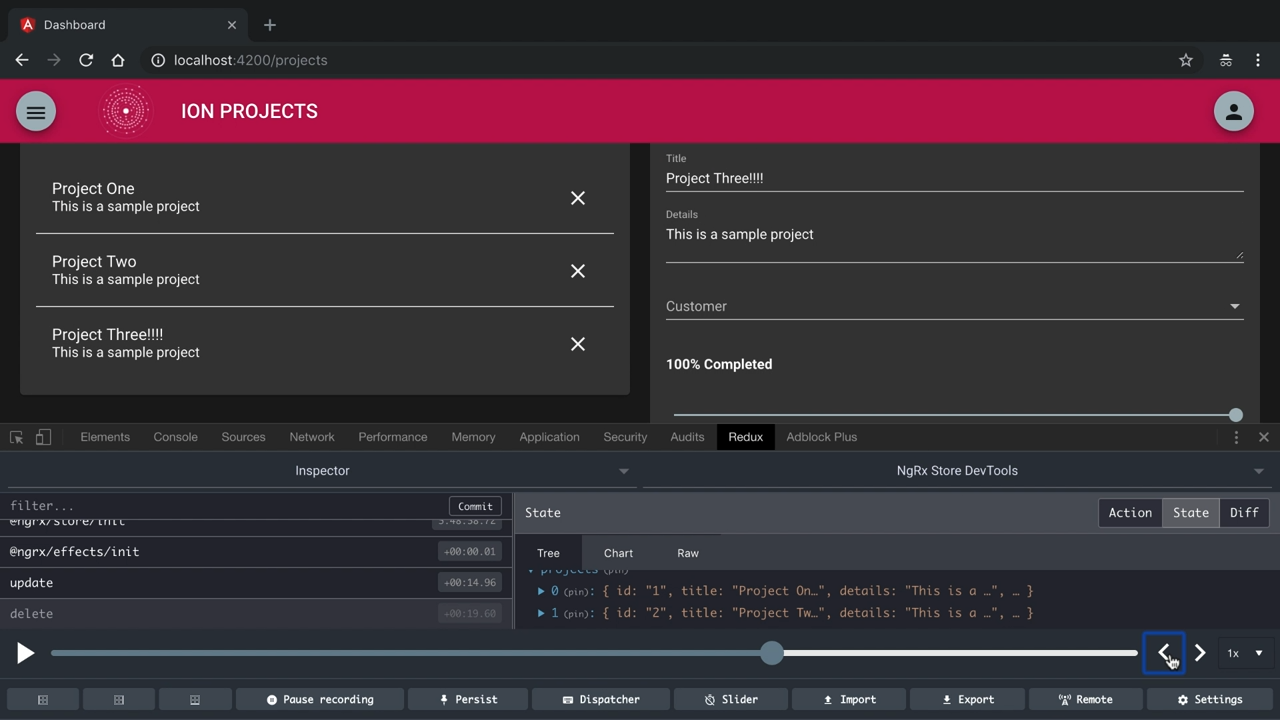 Dashboard
localhost:4200/projects
ION PROJECTS
Project One
This is a sample project
Project Two
This is a sample project
Project Three!!!!
This is a sample project
Title
Project Three!!!!
Details
This is a sample project
Customer
100% Completed
Elements Console Sources Network Performance Memory Application Security Audits Redux Adblock Plus
Inspector NgRx Store DevTools
filter... Commit
@ngrx/store/init
@ngrx/effects/init +00:00.01
update +00:14.96
delete +00:19.60
State Action State Diff
Tree Chart Raw
projects (pin)
0 (pin): { id: "1", title: "Project On…", details: "This is a …", … }
1 (pin): { id: "2", title: "Project Tw…", details: "This is a …", … }
1x
Pause recording Persist Dispatcher Slider Import Export Remote Settings